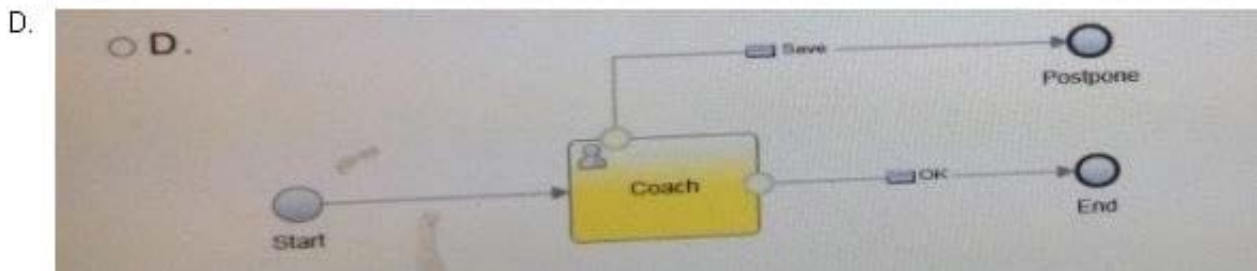 D.
D.
Save
Postpone
Coach
OK
End
Start